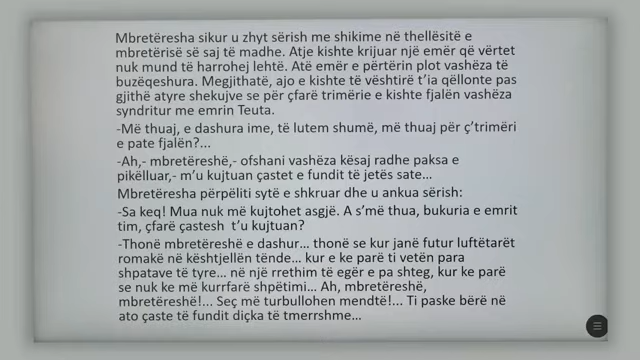 Mbretëresha sikur u zhyt sërish me shikime në thellësitë e
mbretërisë së saj të madhe. Atje kishte krijuar një emër që vërtet
nuk mund të harrohej lehtë. Atë emër e përtërin plot vashëza të
buzëqeshura. Megjithatë, ajo e kishte të vështirë t'ia qëllonte pas
gjithë atyre shekujve se për çfarë trimërie e kishte fjalën vashëza
syndritur me emrin Teuta.
-Më thuaj, e dashura ime, të lutem shumë, më thuaj për ç'trimëri
e pate fjalën?...
-Ah,- mbretëreshë,- ofshani vashëza kësaj radhe paksa e
pikëlluar,- m'u kujtuan çastet e fundit të jetës sate...
Mbretëresha përpëliti sytë e shkruar dhe u ankua sërish:
-Sa keq! Mua nuk më kujtohet asgjë. A s'më thua, bukuria e emrit
tim, çfarë çastesh t'u kujtuan?
-Thonë mbretëreshë e dashur... thonë se kur janë futur luftëtarët
romakë në kështjellën tënde... kur e ke parë ti vetën para
shpatave të tyre... në një rrethim të egër e pa shteg, kur ke parë
se nuk ke më kurrfarë shpëtimi... Ah, mbretëreshë,
mbretëreshë!... Seç më turbullohen mendtë!... Ti paske bërë në
ato çaste të fundit diçka të tmerrshme...